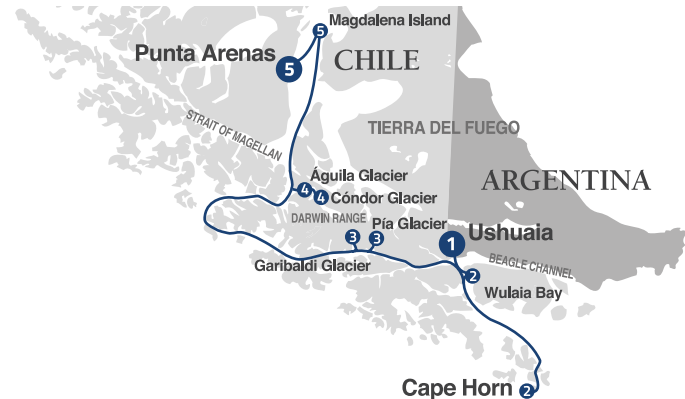 Magdalena Island
5
Punta Arenas
5
CHILE
STRAIT OF MAGELLAN
TIERRA DEL FUEGO
Águila Glacier
4
4
Cóndor Glacier
ARGENTINA
DARWIN RANGE
Pía Glacier
3
3
1
Ushuaia
Garibaldi Glacier
BEAGLE CHANNEL
2
Wulaia Bay
Cape Horn
2